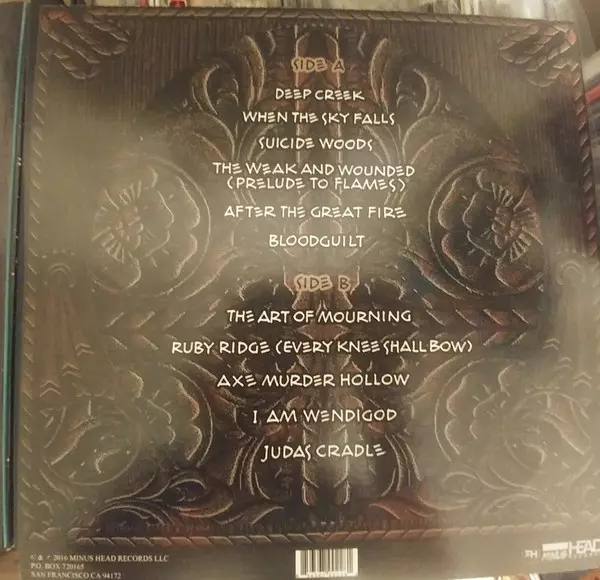 SIDE A
DEEP CREEK
WHEN THE SKY FALLS
SUICIDE WOODS
THE WEAK AND WOUNDED
(PRELUDE TO FLAMES)
AFTER THE GREAT FIRE
BLOODGUILT
SIDE B
THE ART OF MOURNING
RUBY RIDGE (EVERY KNEE SHALL BOW)
AXE MURDER HOLLOW
I AM WENDIGOD
JUDAS CRADLE
© & ℗ 2016 MINUS HEAD RECORDS LLC
P.O. BOX 720165
SAN FRANCISCO CA 94172
HEAD